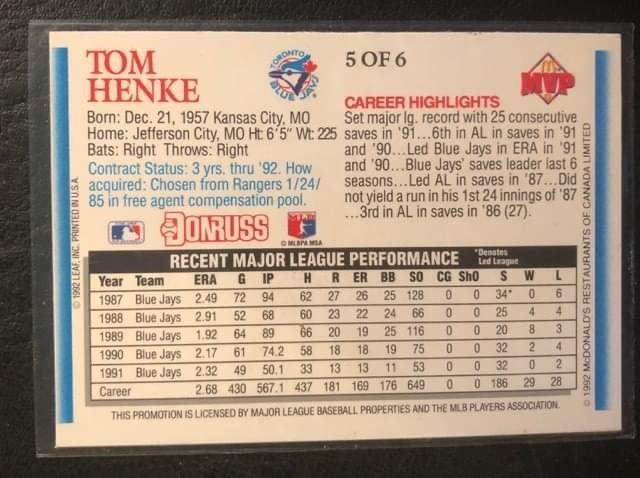 TOM
HENKE
TORONTO
BLUE JAYS
5 OF 6
MVP
Born: Dec. 21, 1957 Kansas City, MO
Home: Jefferson City, MO Ht: 6'5" Wt: 225
Bats: Right Throws: Right
Contract Status: 3 yrs. thru '92. How
acquired: Chosen from Rangers 1/24/
85 in free agent compensation pool.
CAREER HIGHLIGHTS
Set major lg. record with 25 consecutive
saves in '91...6th in AL in saves in '91
and '90...Led Blue Jays in ERA in '91
and '90...Blue Jays' saves leader last 6
seasons...Led AL in saves in '87...Did
not yield a run in his 1st 24 innings of '87
...3rd in AL in saves in '86 (27).
DONRUSS
© MLBPA MSA
RECENT MAJOR LEAGUE PERFORMANCE *Denotes
Led League
Year Team ERA G IP H R ER BB SO CG ShO S W L
1987 Blue Jays 2.49 72 94 62 27 26 25 128 0 0 34* 0 6
1988 Blue Jays 2.91 52 68 60 23 22 24 66 0 0 25 4 4
1989 Blue Jays 1.92 64 89 66 20 19 25 116 0 0 20 8 3
1990 Blue Jays 2.17 61 74.2 58 18 18 19 75 0 0 32 2 4
1991 Blue Jays 2.32 49 50.1 33 13 13 11 53 0 0 32 0 2
Career 2.68 430 567.1 437 181 169 176 649 0 0 186 29 28
THIS PROMOTION IS LICENSED BY MAJOR LEAGUE BASEBALL PROPERTIES AND THE MLB PLAYERS ASSOCIATION.
© 1992 LEAF, INC. PRINTED IN U.S.A.
© 1992 McDONALD'S RESTAURANTS OF CANADA LIMITED